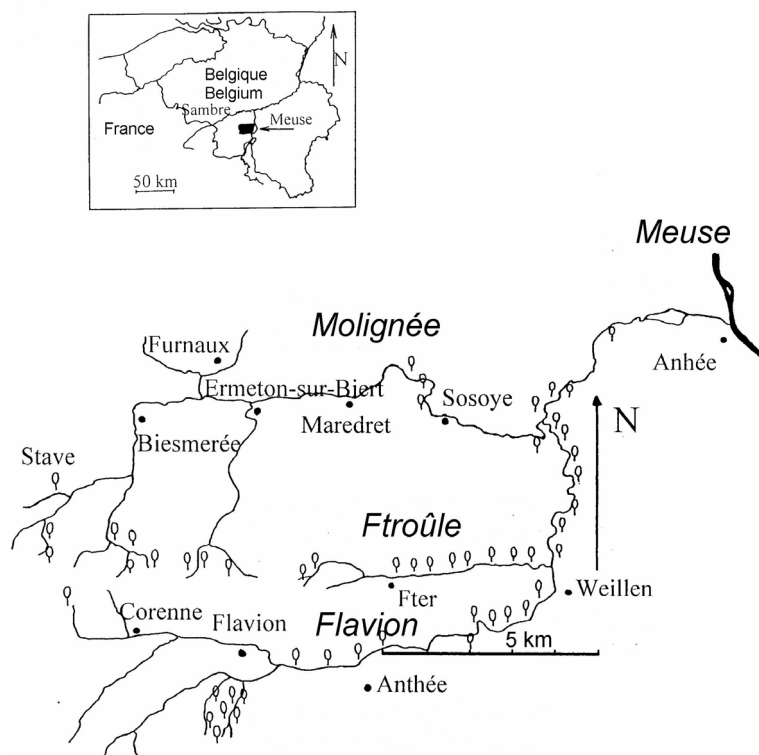 Belgique
Belgium
N
Sambre
Meuse
France
50 km
Meuse
Molignée
Furnaux
Anhée
Ermeton-sur-Biert
Sosoye
Maredret
N
Biesmerée
Stave
Ftroûle
Weillen
Fter
Corenne
Flavion
Flavion
5 km
Anthée